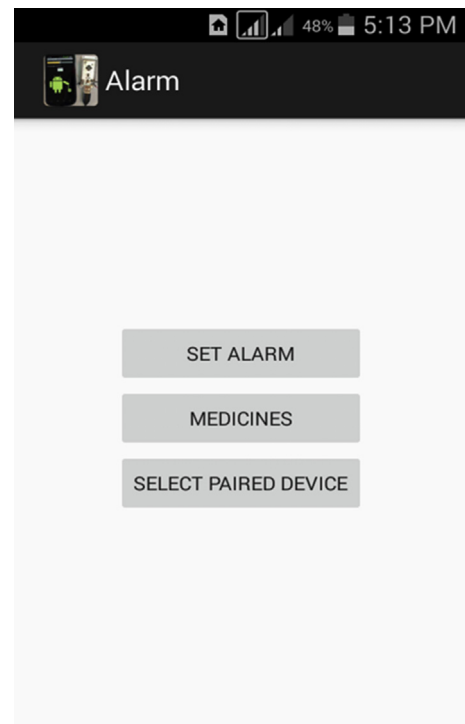 48% 5:13 PM
Alarm
SET ALARM
MEDICINES
SELECT PAIRED DEVICE